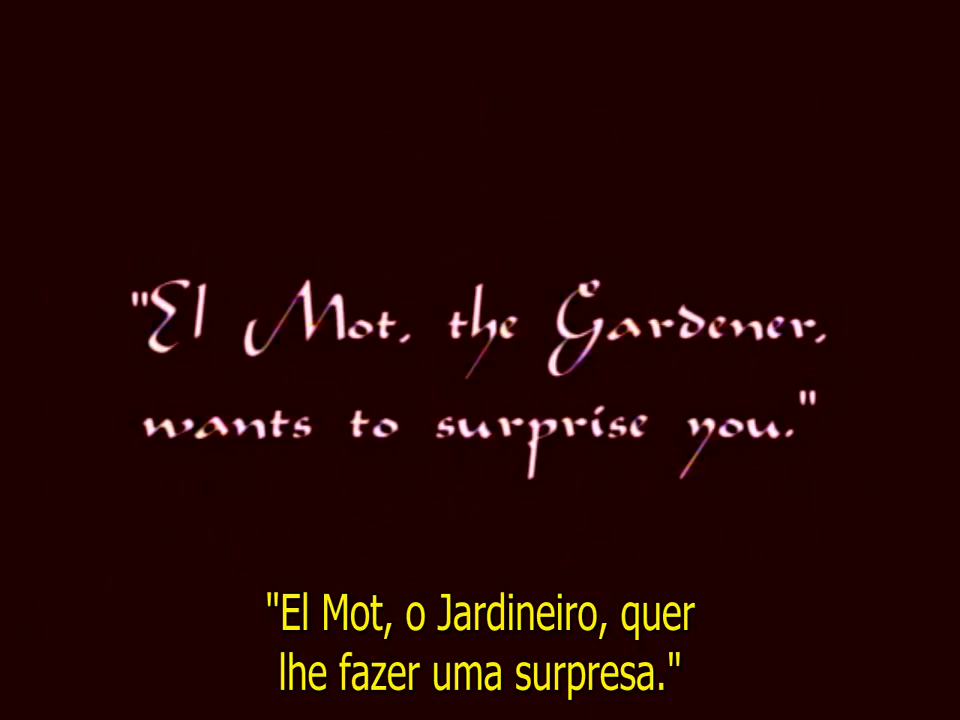 "El Mot, the Gardener,
wants to surprise you."
"El Mot, o Jardineiro, quer
lhe fazer uma surpresa."